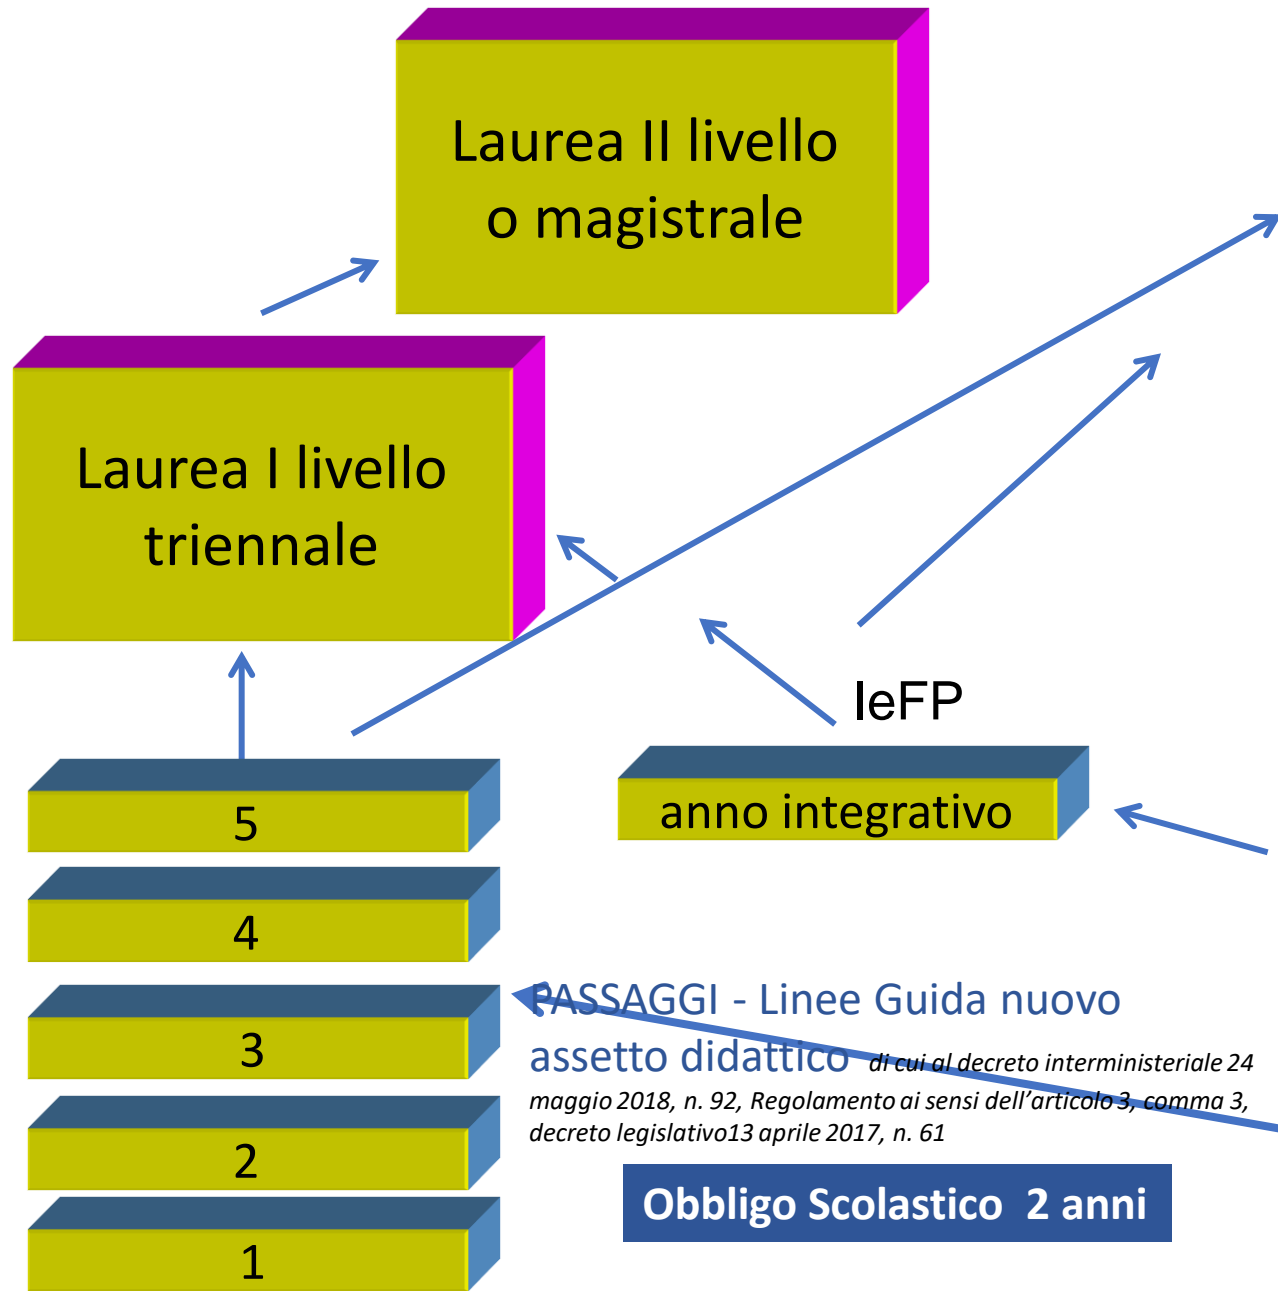 Laurea II livello
o magistrale
Laurea I livello
triennale
IeFP
5
anno integrativo
4
3
PASSAGGI - Linee Guida nuovo
assetto didattico di cui al decreto interministeriale 24
maggio 2018, n. 92, Regolamento ai sensi dell'articolo 3, comma 3,
decreto legislativo13 aprile 2017, n. 61
2
Obbligo Scolastico 2 anni
1